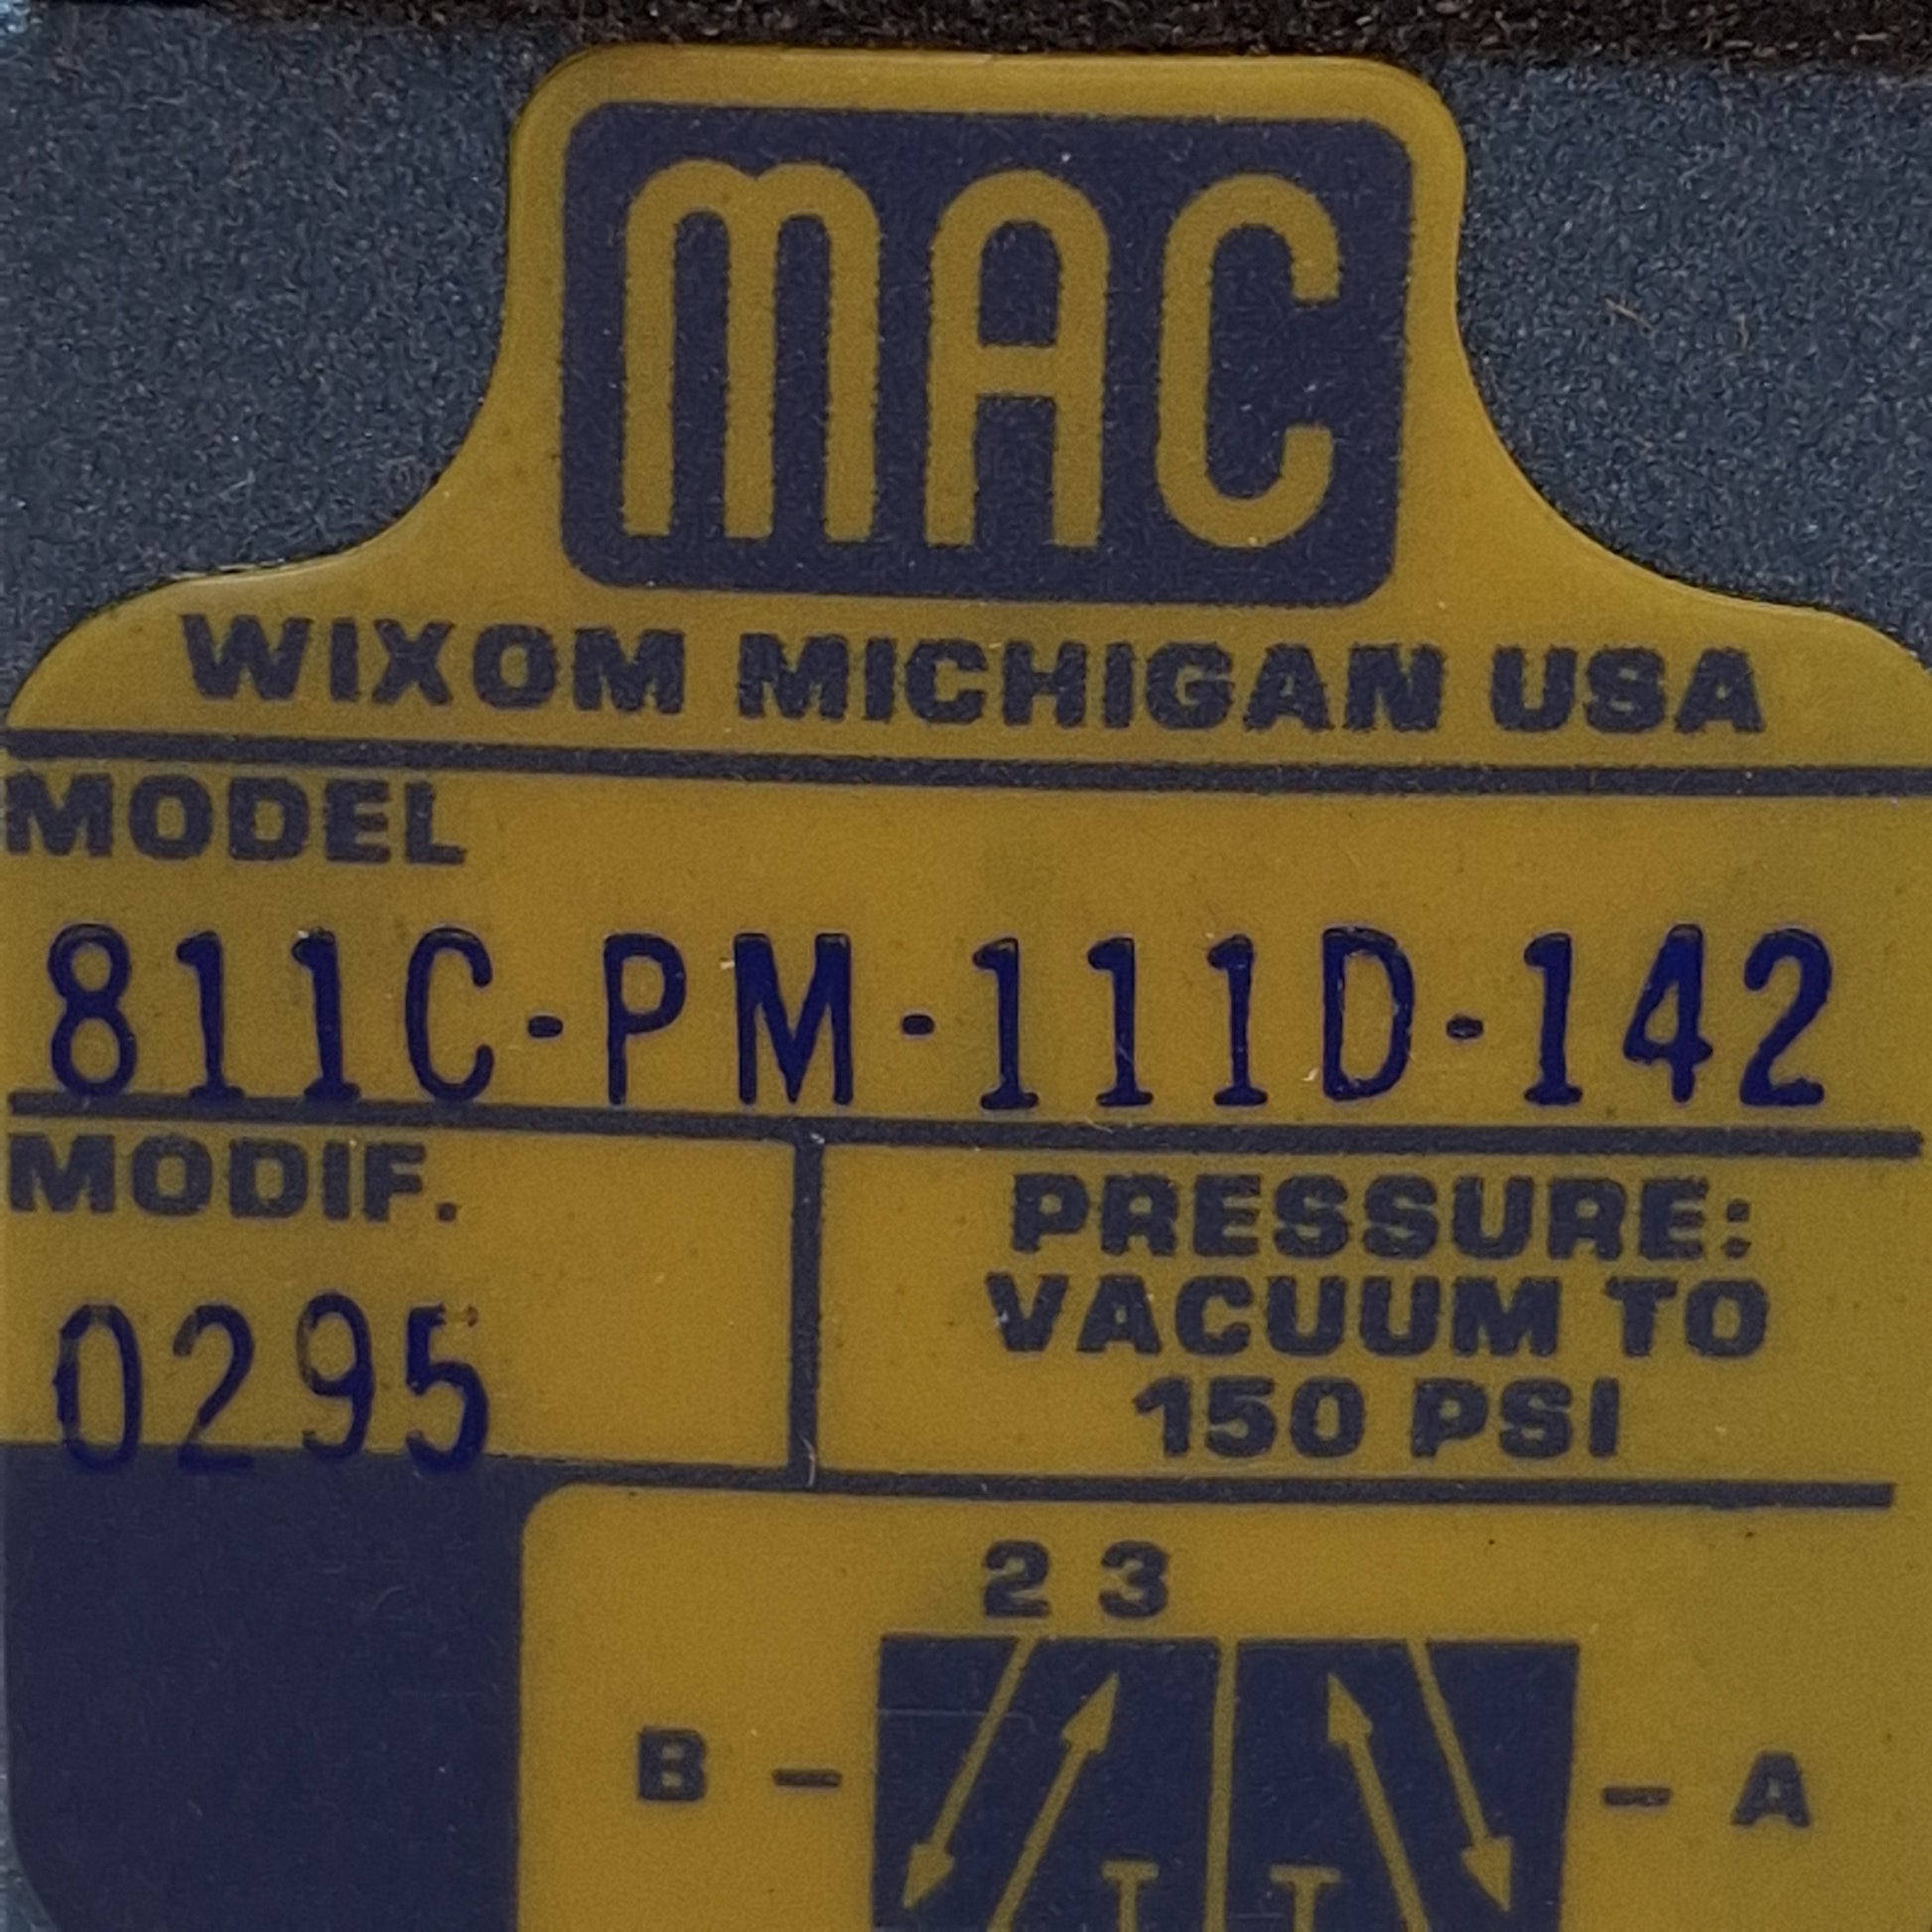 MAC
WIXOM MICHIGAN USA
MODEL
811C-PM-111D-142
MODIF.
0295
PRESSURE:
VACUUM TO
150 PSI
2 3
B - - A